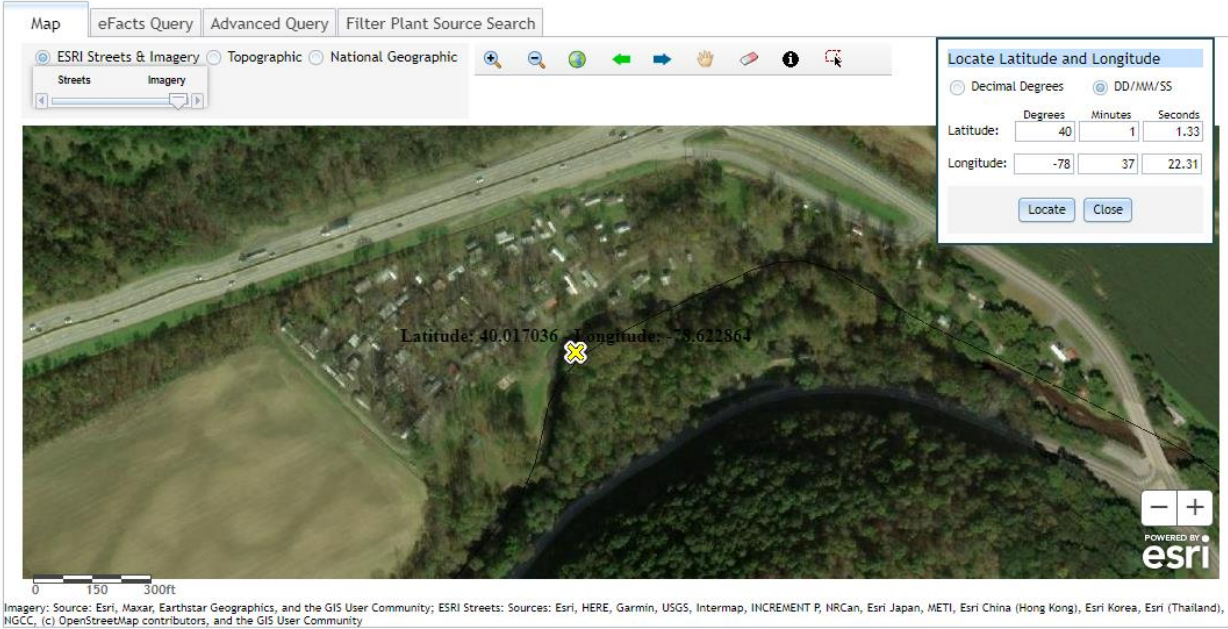 Map eFacts Query Advanced Query Filter Plant Source Search
ESRI Streets & Imagery Topographic National Geographic
Streets Imagery
Locate Latitude and Longitude
Decimal Degrees DD/MM/SS
Degrees Minutes Seconds
Latitude: 40 1 1.33
Longitude: -78 37 22.31
Locate Close
Latitude: 40.017036 Longitude: -78.622864
POWERED BY
esri
0 150 300ft
Imagery: Source: Esri, Maxar, Earthstar Geographics, and the GIS User Community; ESRI Streets: Sources: Esri, HERE, Garmin, USGS, Intermap, INCREMENT P, NRCan, Esri Japan, METI, Esri China (Hong Kong), Esri Korea, Esri (Thailand),
NGCC, (c) OpenStreetMap contributors, and the GIS User Community